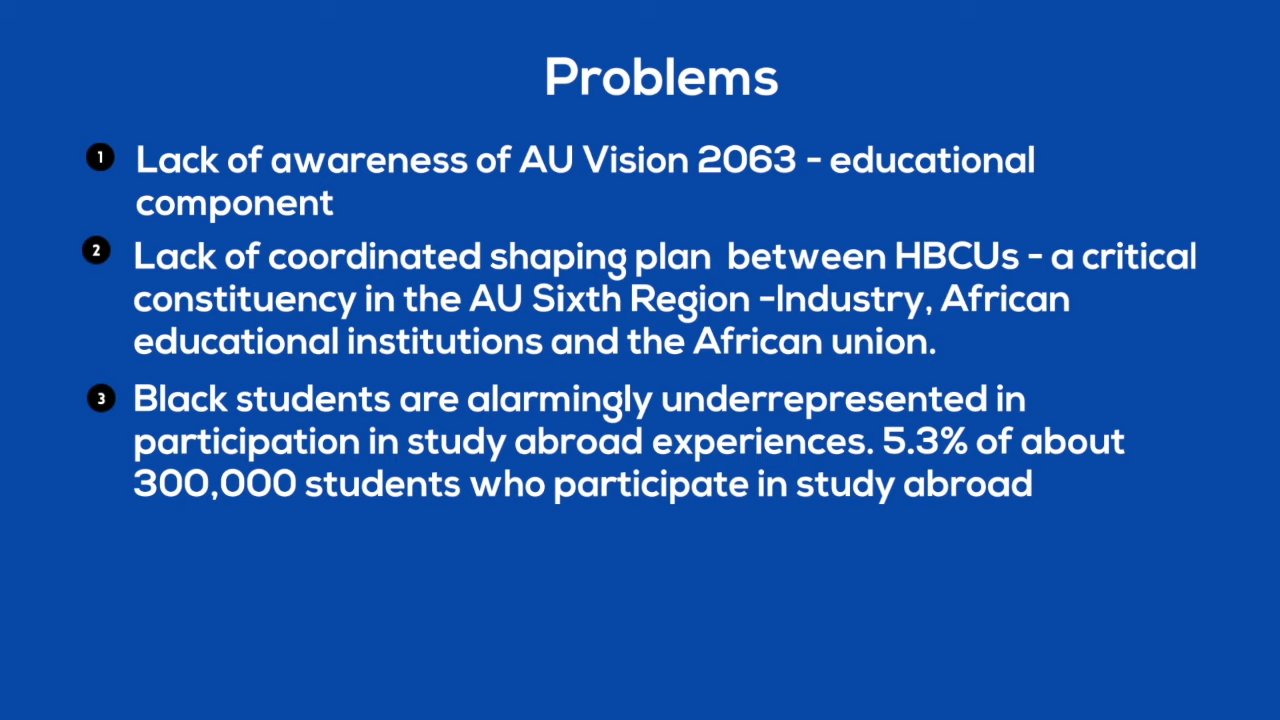 Problems
1 Lack of awareness of AU Vision 2063 - educational
component
2 Lack of coordinated shaping plan between HBCUs - a critical
constituency in the AU Sixth Region -Industry, African
educational institutions and the African union.
3 Black students are alarmingly underrepresented in
participation in study abroad experiences. 5.3% of about
300,000 students who participate in study abroad